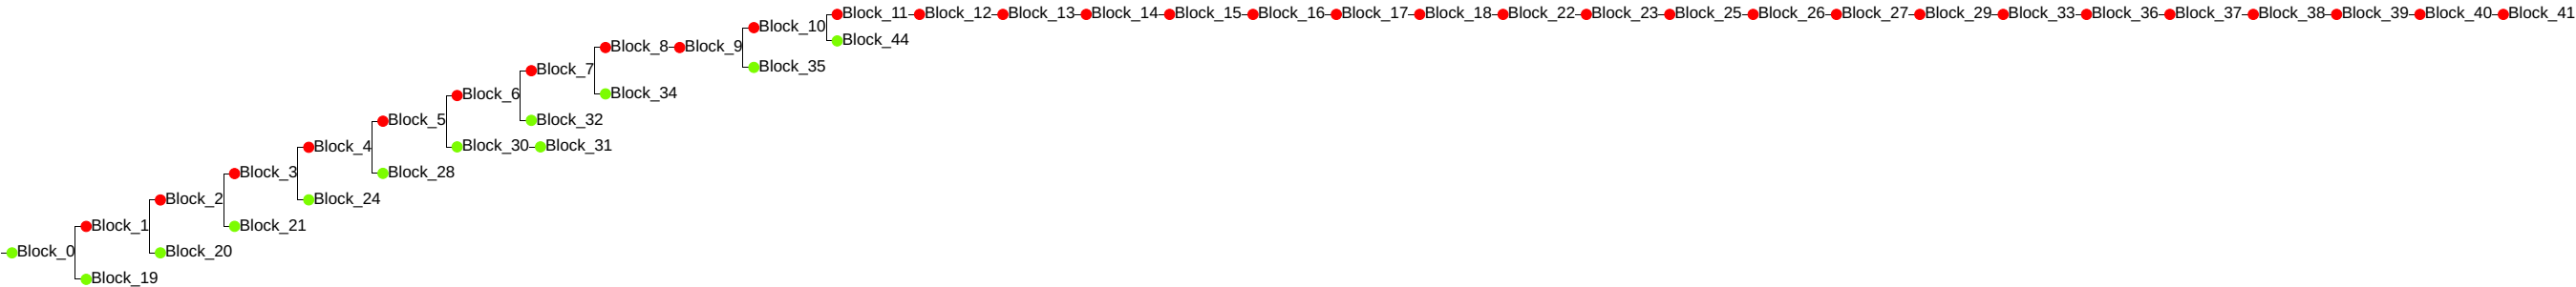 Block_11 Block_12 Block_13 Block_14 Block_15 Block_16 Block_17 Block_18 Block_22 Block_23 Block_25 Block_26 Block_27 Block_29 Block_33 Block_36 Block_37 Block_38 Block_39 Block_40 Block_41
Block_10
Block_44
Block_8 Block_9
Block_35
Block_7
Block_34
Block_6
Block_32
Block_5
Block_30 Block_31
Block_4
Block_28
Block_3
Block_24
Block_2
Block_21
Block_1
Block_20
Block_0
Block_19